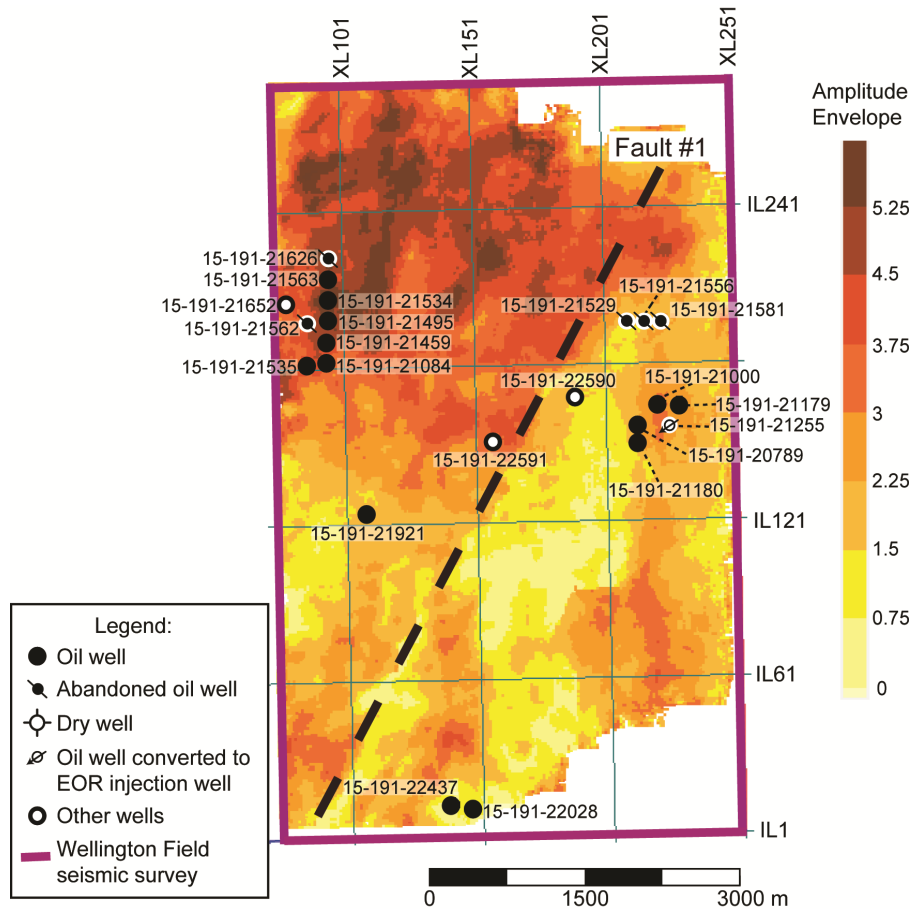 XL101
XL151
XL201
XL251
Amplitude
Envelope
Fault #1
5.25
4.5
3.75
3
2.25
1.5
0.75
0
IL241
15-191-21626
15-191-21563
15-191-21652
15-191-21534
15-191-21562
15-191-21495
15-191-21459
15-191-21535
15-191-21084
15-191-21556
15-191-21529
15-191-21581
15-191-22590
15-191-21000
15-191-21179
15-191-21255
15-191-22591
15-191-20789
15-191-21180
IL121
15-191-21921
IL61
15-191-22437
15-191-22028
IL1
Legend:
Oil well
Abandoned oil well
Dry well
Oil well converted to
EOR injection well
Other wells
Wellington Field
seismic survey
0 1500 3000 m